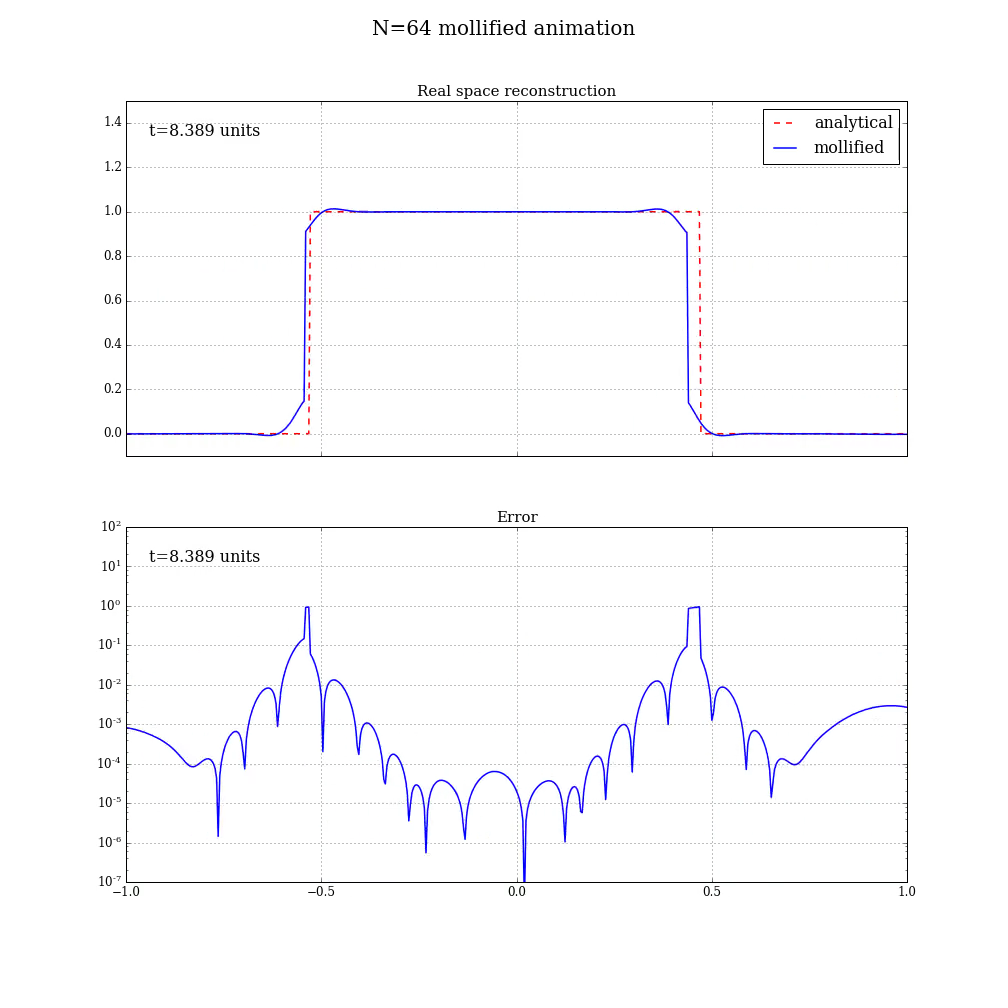 N=64 mollified animation
Real space reconstruction
t=8.389 units
analytical
mollified
1.4
1.2
1.0
0.8
0.6
0.4
0.2
0.0
Error
t=8.389 units
10²
10¹
10⁰
10⁻¹
10⁻²
10⁻³
10⁻⁴
10⁻⁵
10⁻⁶
10⁻⁷
−1.0 −0.5 0.0 0.5 1.0